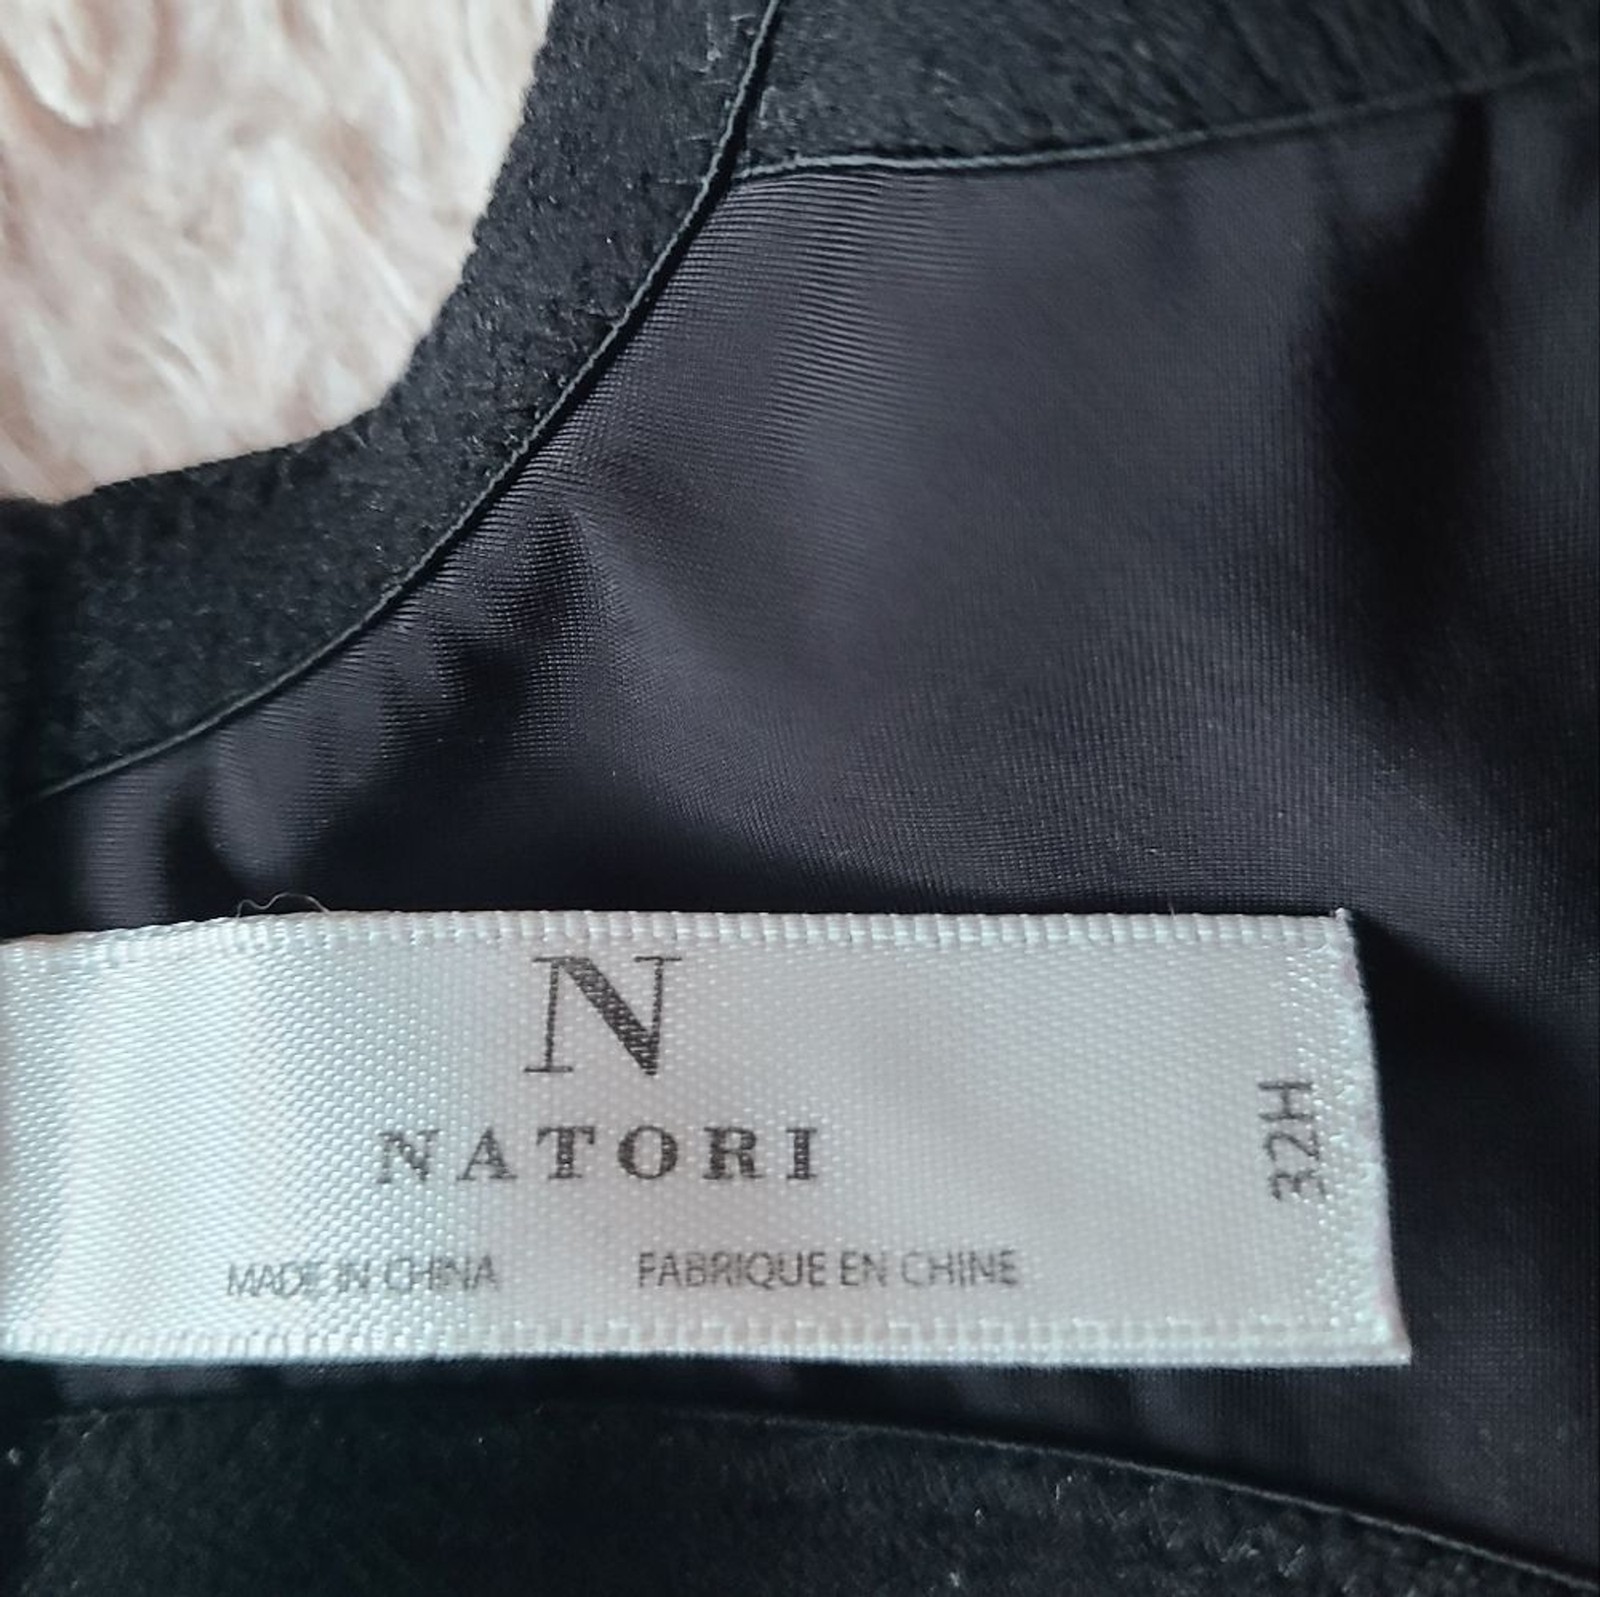 N
NATORI
MADE IN CHINA FABRIQUE EN CHINE
32H